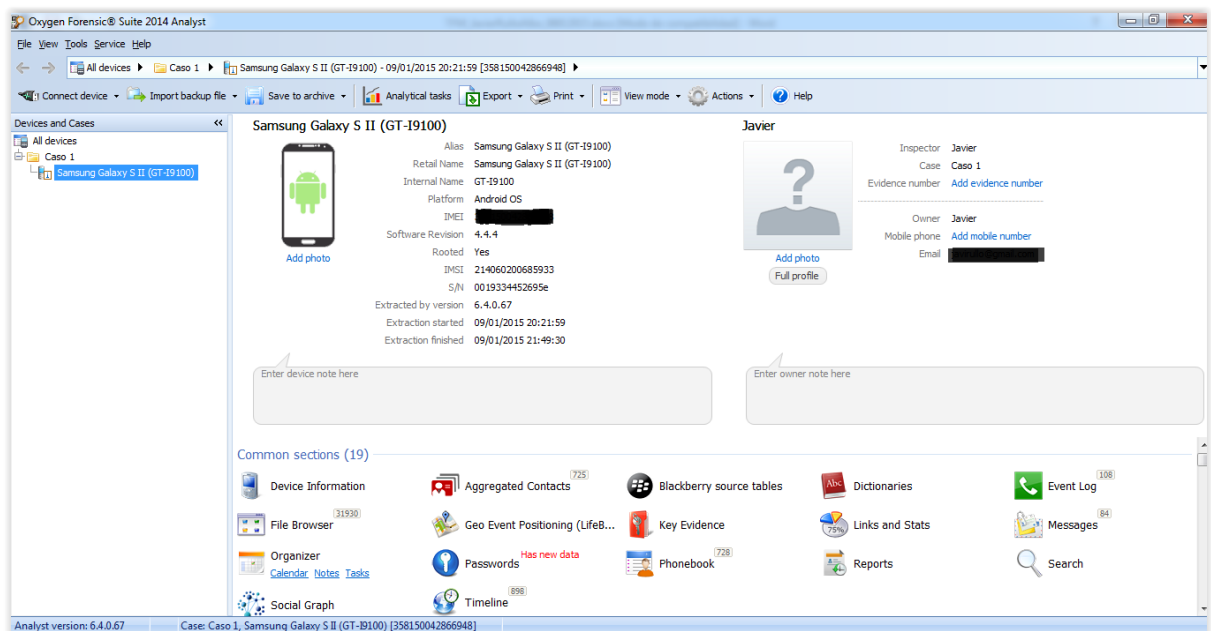 Oxygen Forensic® Suite 2014 Analyst
File View Tools Service Help
All devices Caso 1 Samsung Galaxy S II (GT-I9100) - 09/01/2015 20:21:59 [358150042866948]
Connect device Import backup file Save to archive Analytical tasks Export Print View mode Actions Help
Devices and Cases
All devices
Caso 1
Samsung Galaxy S II (GT-I9100)
Samsung Galaxy S II (GT-I9100)
Alias Samsung Galaxy S II (GT-I9100)
Retail Name Samsung Galaxy S II (GT-I9100)
Internal Name GT-I9100
Platform Android OS
IMEI
Software Revision 4.4.4
Rooted Yes
IMSI 214060200685933
S/N 0019334452695e
Extracted by version 6.4.0.67
Extraction started 09/01/2015 20:21:59
Extraction finished 09/01/2015 21:49:30
Add photo
Enter device note here
Javier
Inspector Javier
Case Caso 1
Evidence number Add evidence number
Owner Javier
Mobile phone Add mobile number
Email
Add photo
Full profile
Enter owner note here
Common sections (19)
Device Information
Aggregated Contacts 725
Blackberry source tables
Abc Dictionaries
Event Log 108
File Browser 31930
Geo Event Positioning (LifeB...
Key Evidence
75% Links and Stats
Messages 84
Organizer
Calendar Notes Tasks
Passwords Has new data
Phonebook 728
Reports
Search
Social Graph
Timeline 898
Analyst version: 6.4.0.67 Case: Caso 1, Samsung Galaxy S II (GT-I9100) [358150042866948]